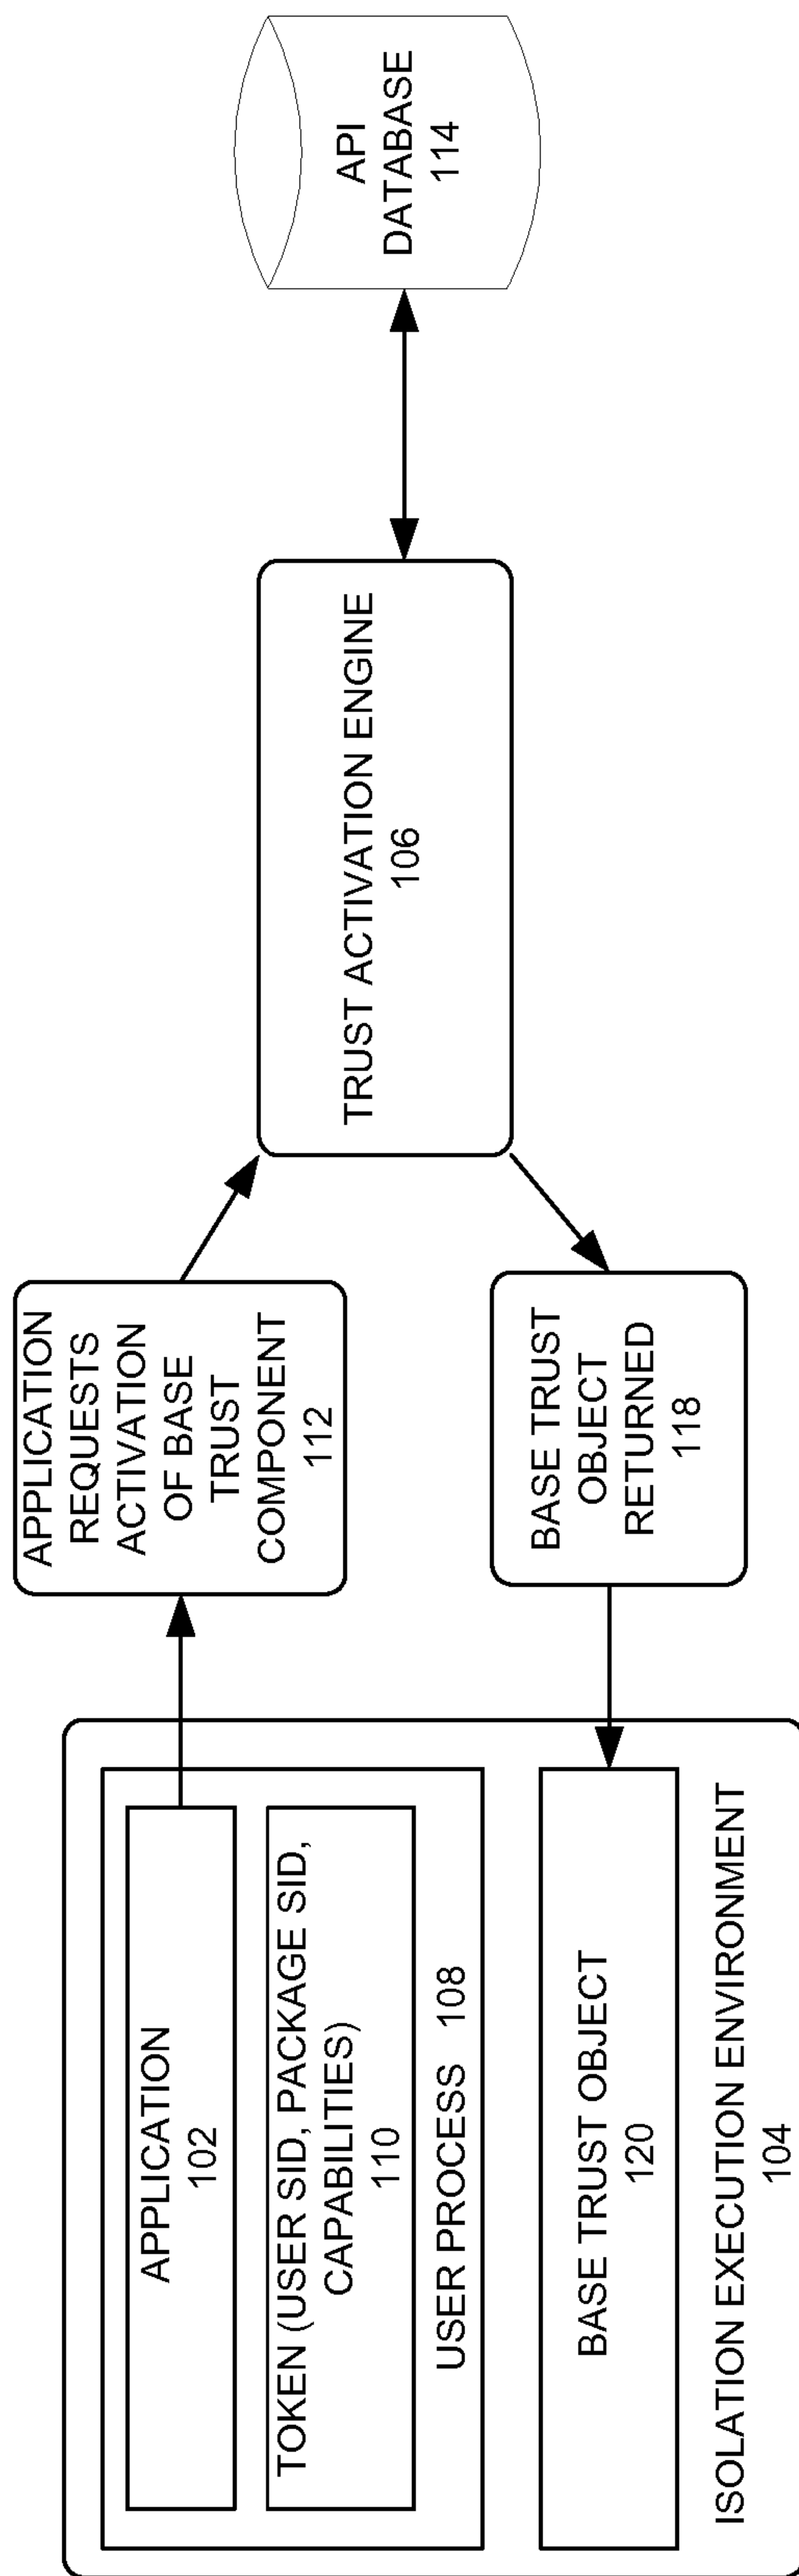 APPLICATION
102
TOKEN (USER SID, PACKAGE SID,
CAPABILITIES)
110
USER PROCESS 108
BASE TRUST OBJECT
120
ISOLATION EXECUTION ENVIRONMENT
104
APPLICATION
REQUESTS
ACTIVATION
OF BASE
TRUST
COMPONENT
112
BASE TRUST
OBJECT
RETURNED
118
TRUST ACTIVATION ENGINE
106
API
DATABASE
114